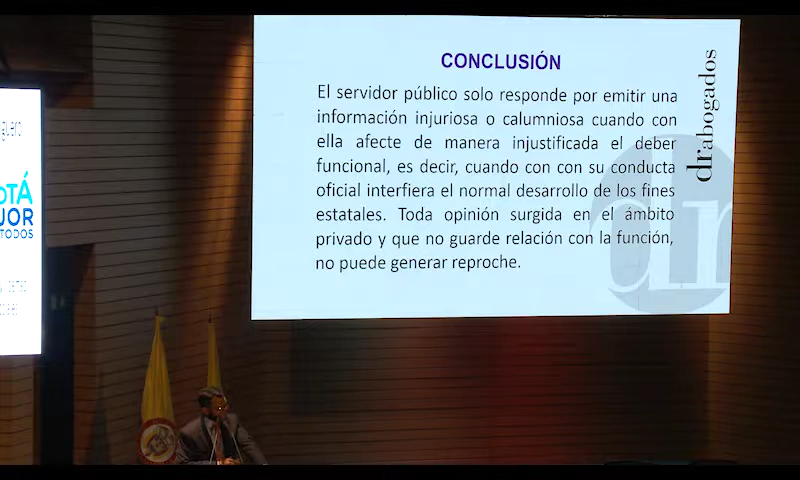 CONCLUSIÓN
El servidor público solo responde por emitir una
información injuriosa o calumniosa cuando con
ella afecte de manera injustificada el deber
funcional, es decir, cuando con con su conducta
oficial interfiera el normal desarrollo de los fines
estatales. Toda opinión surgida en el ámbito
privado y que no guarde relación con la función,
no puede generar reproche.
drabogados
dr
OTÁ
JOR
TODOS